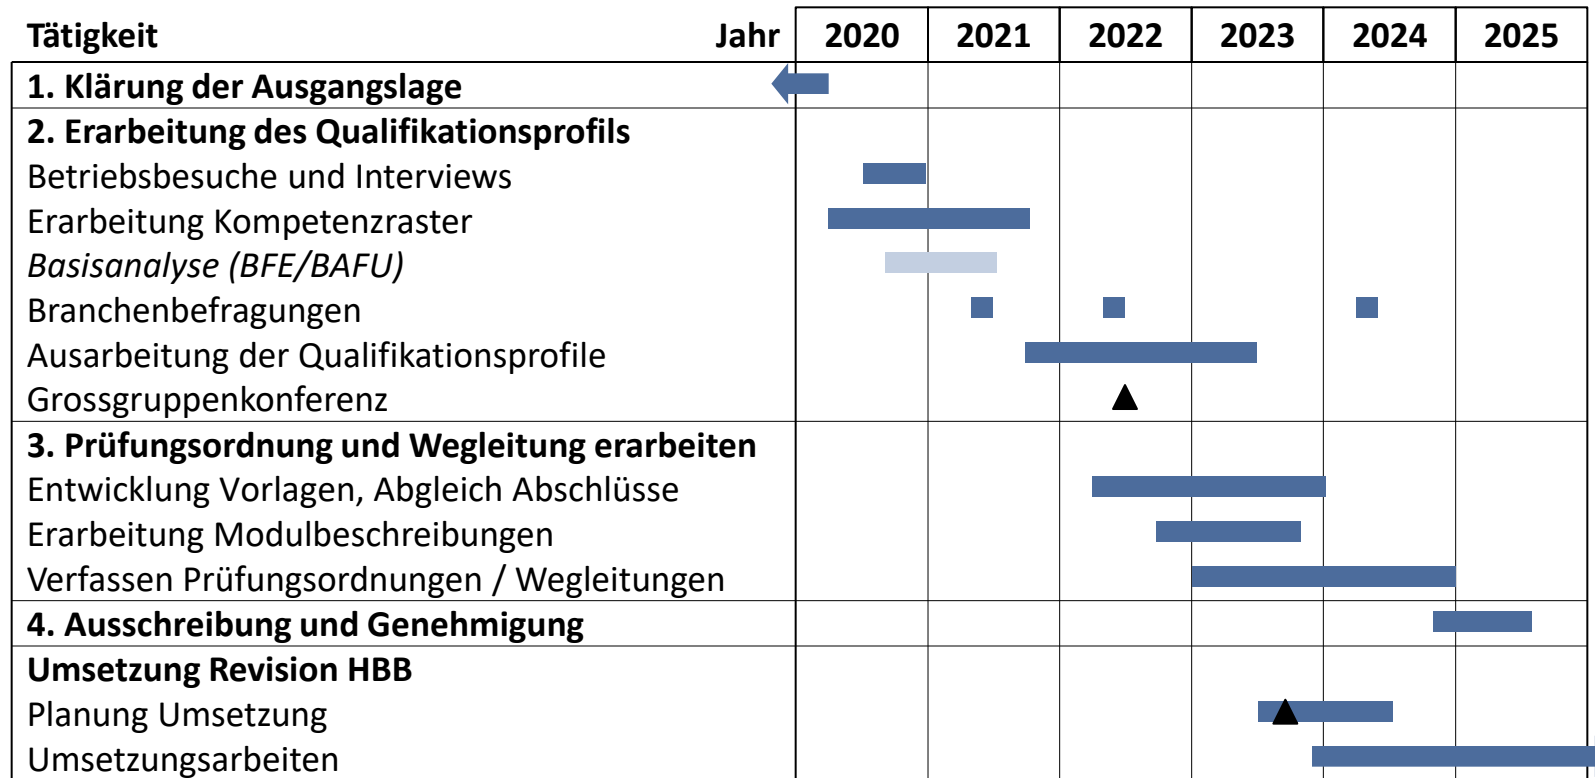 Tätigkeit Jahr 2020 2021 2022 2023 2024 2025
1. Klärung der Ausgangslage
2. Erarbeitung des Qualifikationsprofils
Betriebsbesuche und Interviews
Erarbeitung Kompetenzraster
Basisanalyse (BFE/BAFU)
Branchenbefragungen
Ausarbeitung der Qualifikationsprofile
Grossgruppenkonferenz
3. Prüfungsordnung und Wegleitung erarbeiten
Entwicklung Vorlagen, Abgleich Abschlüsse
Erarbeitung Modulbeschreibungen
Verfassen Prüfungsordnungen / Wegleitungen
4. Ausschreibung und Genehmigung
Umsetzung Revision HBB
Planung Umsetzung
Umsetzungsarbeiten